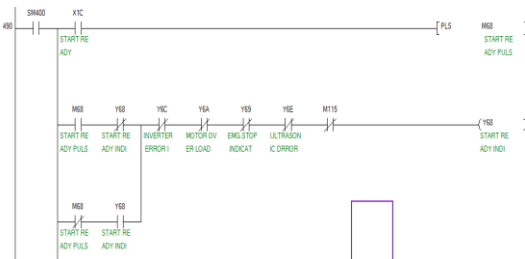 SM400 X1C
490 PLS M68
START RE START RE
ADY ADY PULS
M68 Y68 Y6C Y6A Y69 Y6E M115 Y68
START RE START RE INVERTER MOTOR OV EMG.STOP ULTRASON START RE
ADY PULS ADY INDI ERROR I ER LOAD INDICAT IC DRROR ADY INDI
M68 Y68
START RE START RE
ADY PULS ADY INDI